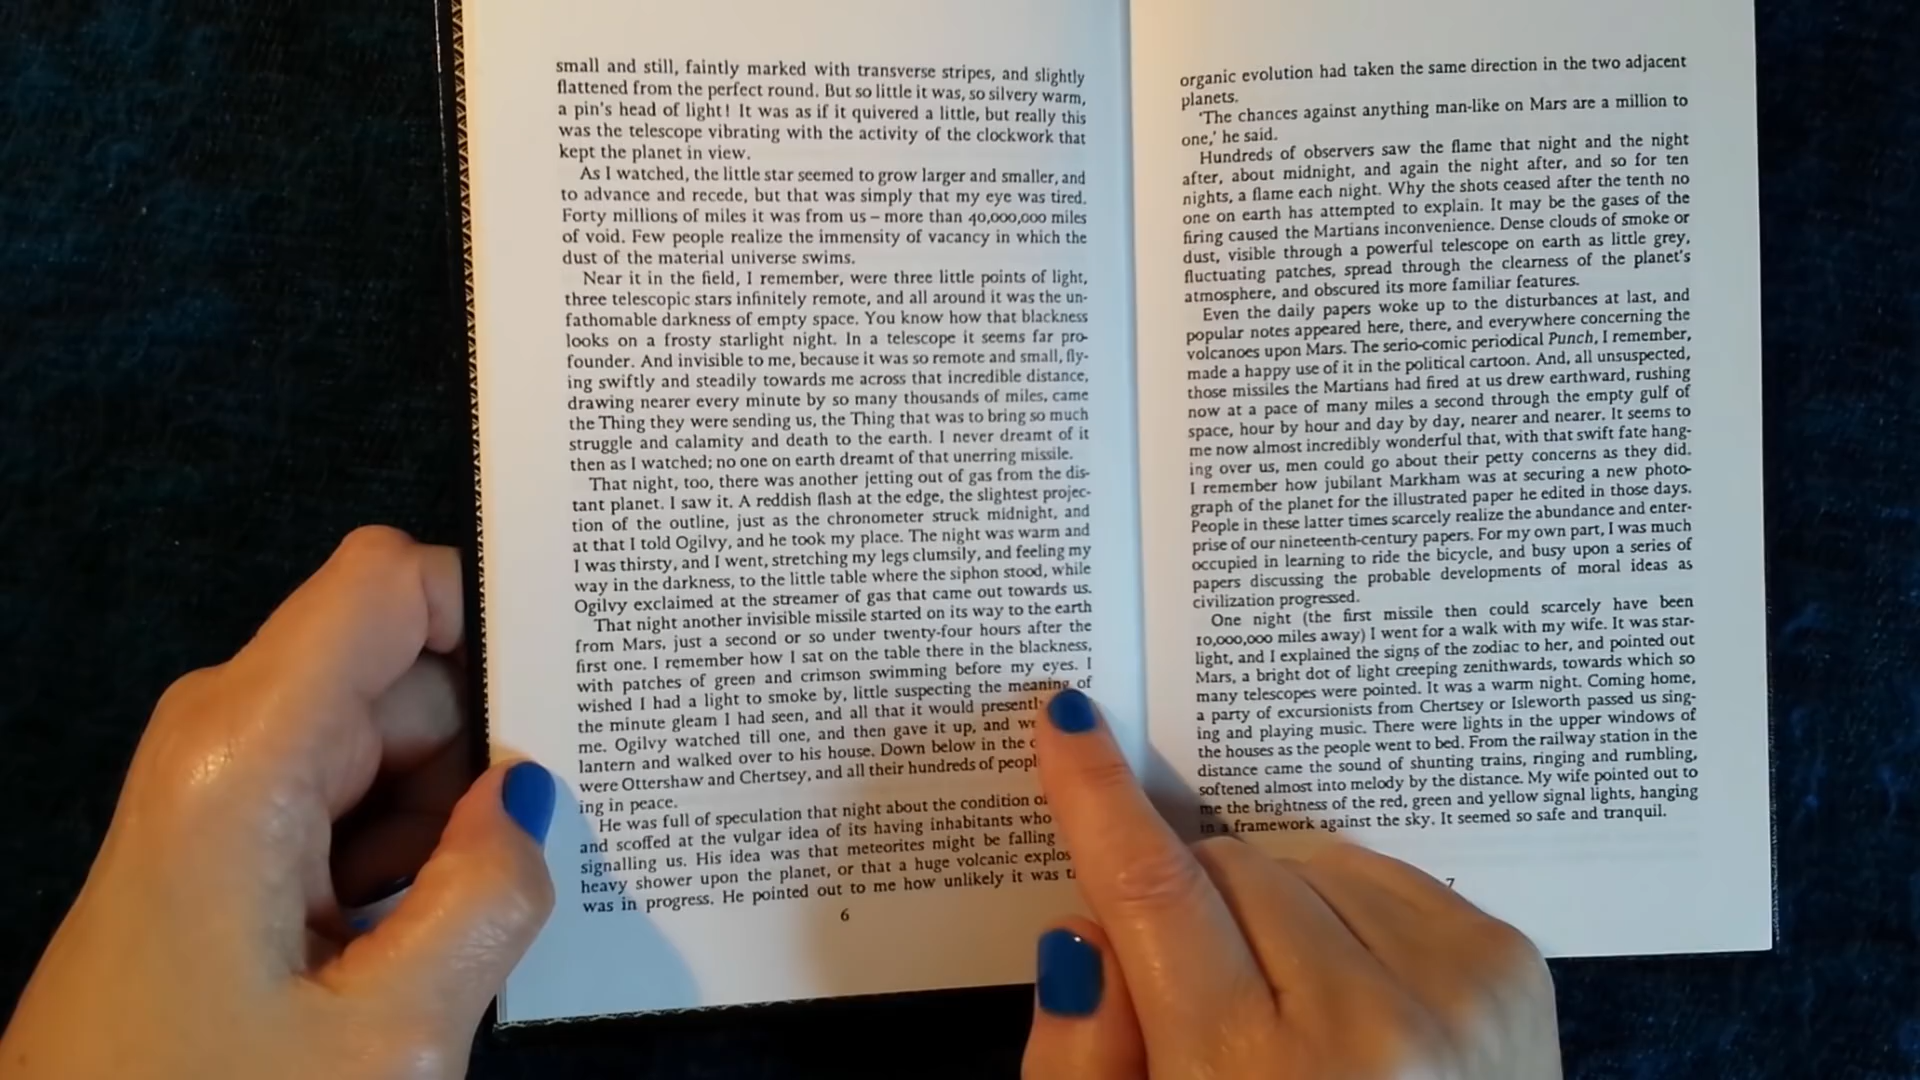 small and still, faintly marked with transverse stripes, and slightly
flattened from the perfect round. But so little it was, so silvery warm,
a pin's head of light! It was as if it quivered a little, but really this
was the telescope vibrating with the activity of the clockwork that
kept the planet in view.
As I watched, the little star seemed to grow larger and smaller, and
to advance and recede, but that was simply that my eye was tired.
Forty millions of miles it was from us – more than 40,000,000 miles
of void. Few people realize the immensity of vacancy in which the
dust of the material universe swims.
Near it in the field, I remember, were three little points of light,
three telescopic stars infinitely remote, and all around it was the un-
fathomable darkness of empty space. You know how that blackness
looks on a frosty starlight night. In a telescope it seems far pro-
founder. And invisible to me, because it was so remote and small, fly-
ing swiftly and steadily towards me across that incredible distance,
drawing nearer every minute by so many thousands of miles, came
the Thing they were sending us, the Thing that was to bring so much
struggle and calamity and death to the earth. I never dreamt of it
then as I watched; no one on earth dreamt of that unerring missile.
That night, too, there was another jetting out of gas from the dis-
tant planet. I saw it. A reddish flash at the edge, the slightest projec-
tion of the outline, just as the chronometer struck midnight, and
at that I told Ogilvy, and he took my place. The night was warm and
I was thirsty, and I went, stretching my legs clumsily, and feeling my
way in the darkness, to the little table where the siphon stood, while
Ogilvy exclaimed at the streamer of gas that came out towards us.
That night another invisible missile started on its way to the earth
from Mars, just a second or so under twenty-four hours after the
first one. I remember how I sat on the table there in the blackness,
with patches of green and crimson swimming before my eyes. I
wished I had a light to smoke by, little suspecting the meaning of
the minute gleam I had seen, and all that it would presently
me. Ogilvy watched till one, and then gave it up, and
lantern and walked over to his house. Down below in the
were Ottershaw and Chertsey, and all their hundreds of
ing in peace.
He was full of speculation that night about the condition
and scoffed at the vulgar idea of its having inhabitants who
signalling us. His idea was that meteorites might be falling
heavy shower upon the planet, or that a huge volcanic
was in progress. He pointed out to me how unlikely it was
6
organic evolution had taken the same direction in the two adjacent
planets.
'The chances against anything man-like on Mars are a million to
one,' he said.
Hundreds of observers saw the flame that night and the night
after, about midnight, and again the night after, and so for ten
nights, a flame each night. Why the shots ceased after the tenth no
one on earth has attempted to explain. It may be the gases of the
firing caused the Martians inconvenience. Dense clouds of smoke or
dust, visible through a powerful telescope on earth as little grey,
fluctuating patches, spread through the clearness of the planet's
atmosphere, and obscured its more familiar features.
Even the daily papers woke up to the disturbances at last, and
popular notes appeared here, there, and everywhere concerning the
volcanoes upon Mars. The serio-comic periodical Punch, I remember,
made a happy use of it in the political cartoon. And, all unsuspected,
those missiles the Martians had fired at us drew earthward, rushing
now at a pace of many miles a second through the empty gulf of
space, hour by hour and day by day, nearer and nearer. It seems to
me now almost incredibly wonderful that, with that swift fate hang-
ing over us, men could go about their petty concerns as they did.
I remember how jubilant Markham was at securing a new photo-
graph of the planet for the illustrated paper he edited in those days.
People in these latter times scarcely realize the abundance and enter-
prise of our nineteenth-century papers. For my own part, I was much
occupied in learning to ride the bicycle, and busy upon a series of
papers discussing the probable developments of moral ideas as
civilization progressed.
One night (the first missile then could scarcely have been
10,000,000 miles away) I went for a walk with my wife. It was star-
light, and I explained the signs of the zodiac to her, and pointed out
Mars, a bright dot of light creeping zenithwards, towards which so
many telescopes were pointed. It was a warm night. Coming home,
a party of excursionists from Chertsey or Isleworth passed us sing-
ing and playing music. There were lights in the upper windows of
the houses as the people went to bed. From the railway station in the
distance came the sound of shunting trains, ringing and rumbling,
softened almost into melody by the distance. My wife pointed out to
me the brightness of the red, green and yellow signal lights, hanging
in a framework against the sky. It seemed so safe and tranquil.
7